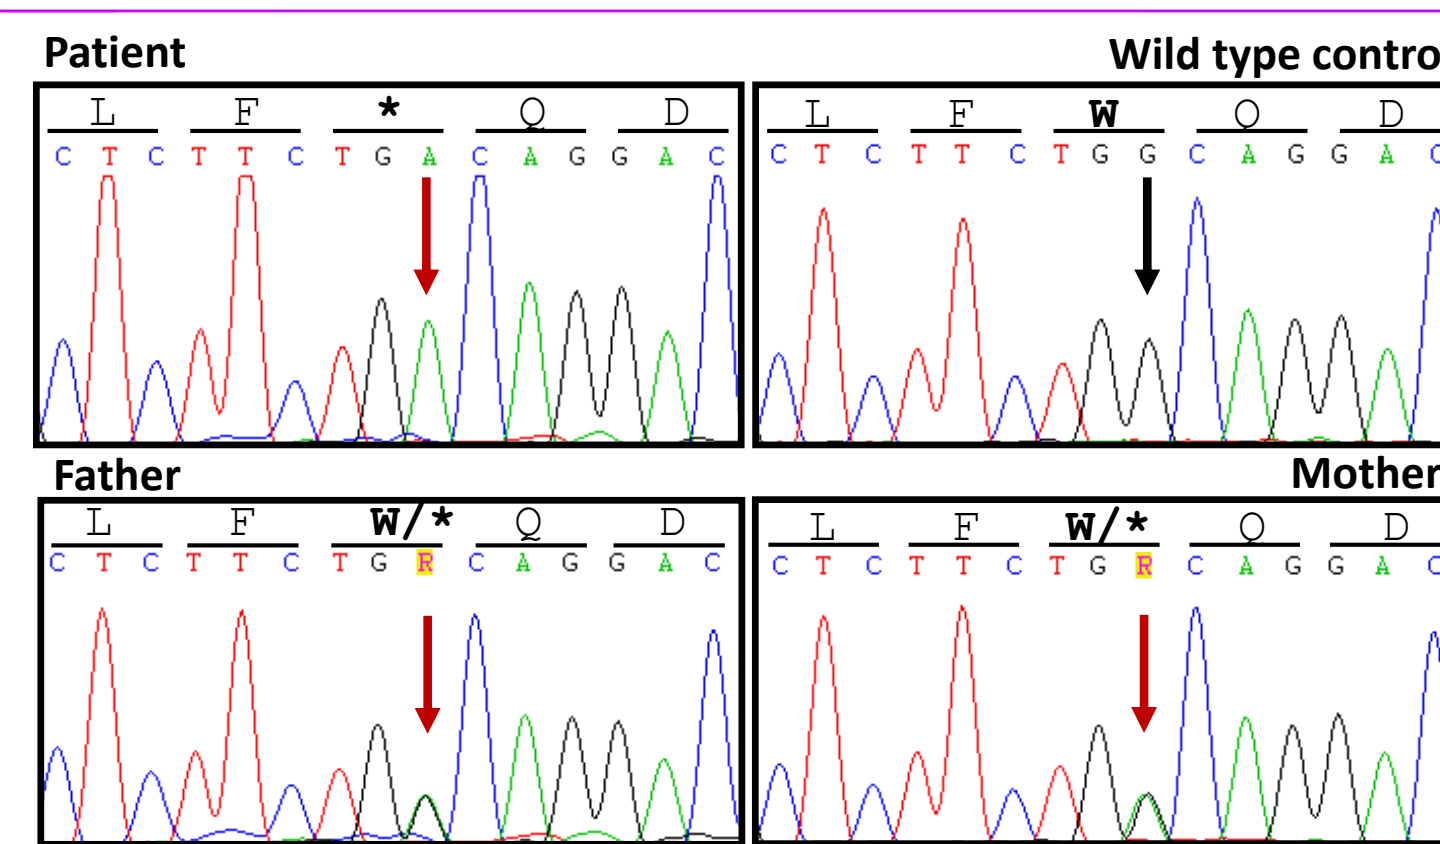 Patient Wild type contro
L F * Q D L F W Q D
C T C T T C T G A C A G G A C C T C T T C T G G C A G G A C
Father Mother
L F W/* Q D L F W/* Q D
C T C T T C T G R C A G G A C C T C T T C T G R C A G G A C